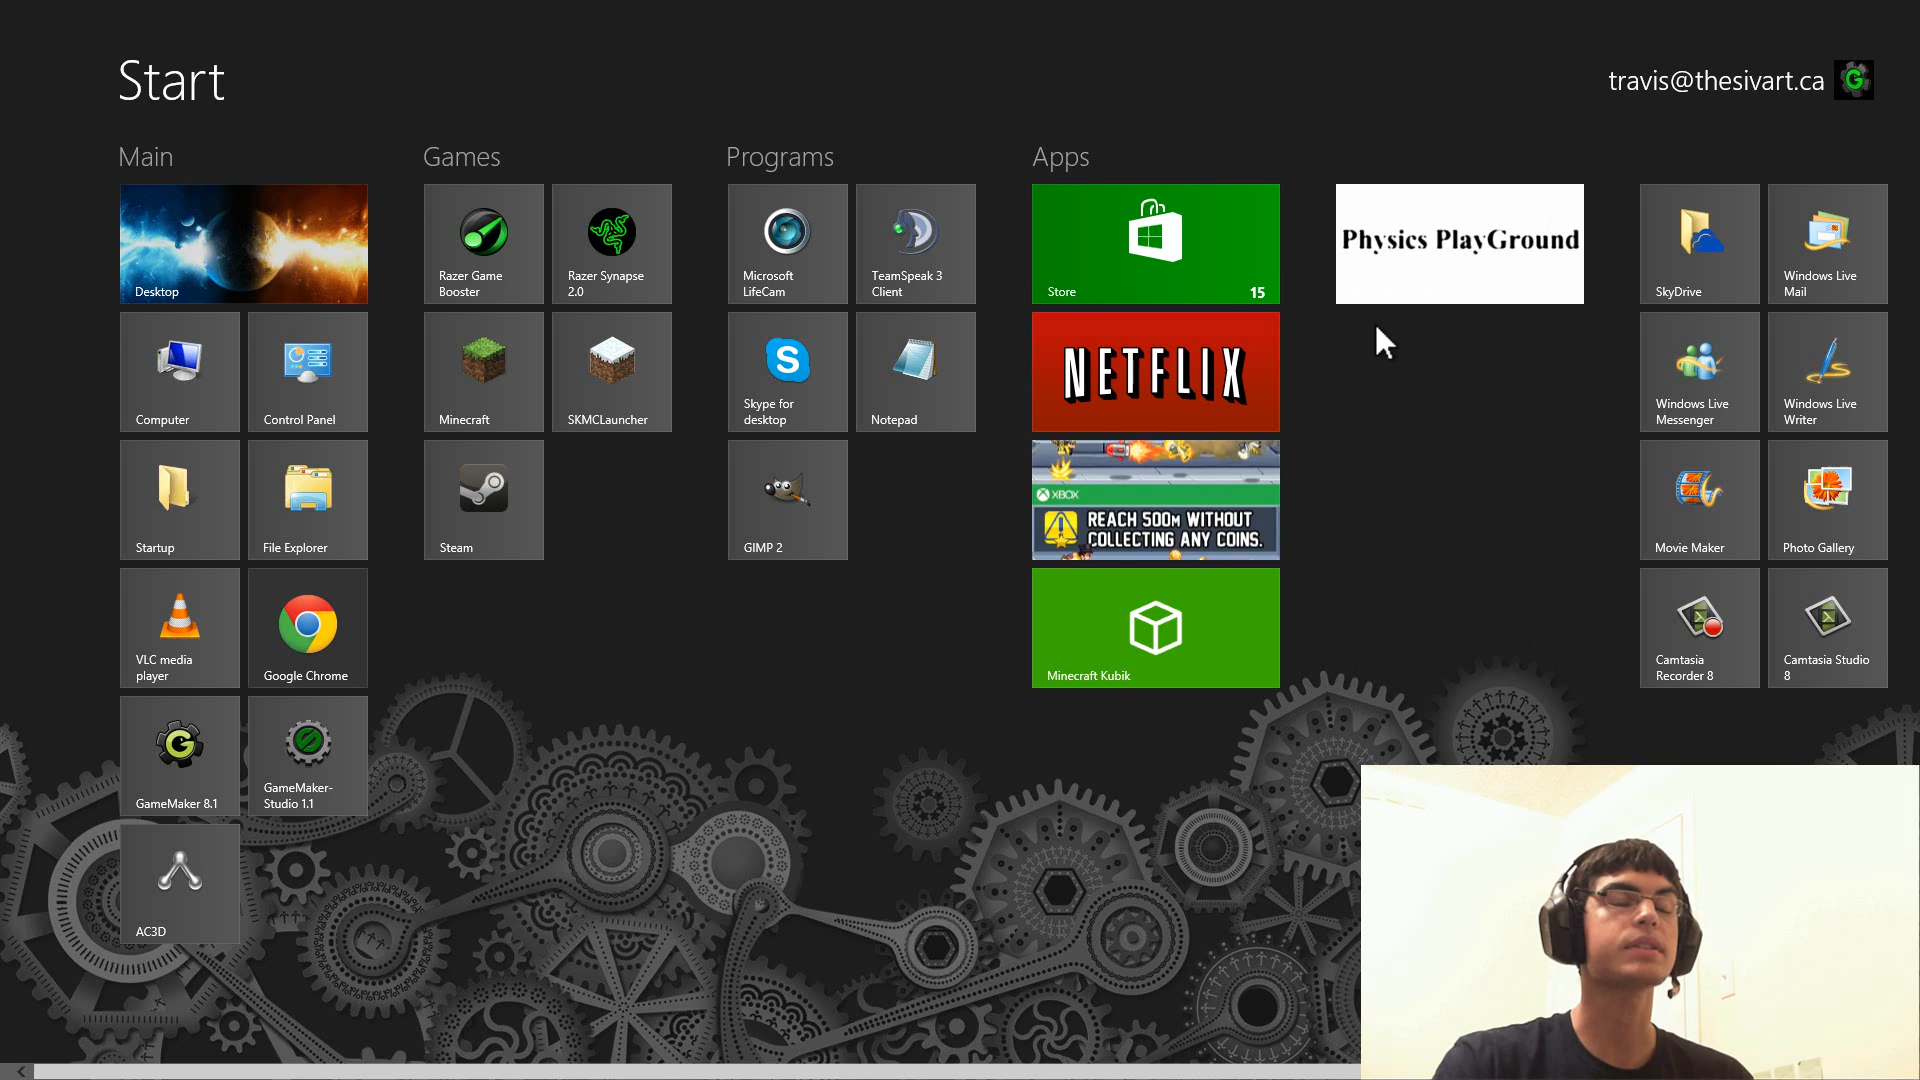 Start
travis@thesivart.ca
Main
Games
Programs
Apps
Desktop
Razer Game
Booster
Razer Synapse
2.0
Microsoft
LifeCam
TeamSpeak 3
Client
Store
15
Physics PlayGround
SkyDrive
Windows Live
Mail
Computer
Control Panel
Minecraft
SKMCLauncher
Skype for
desktop
Notepad
NETFLIX
Windows Live
Messenger
Windows Live
Writer
Startup
File Explorer
Steam
GIMP 2
XBOX
REACH 500M WITHOUT
COLLECTING ANY COINS.
Movie Maker
Photo Gallery
VLC media
player
Google Chrome
Minecraft Kubik
Camtasia
Recorder 8
Camtasia Studio
8
GameMaker 8.1
GameMaker-
Studio 1.1
AC3D